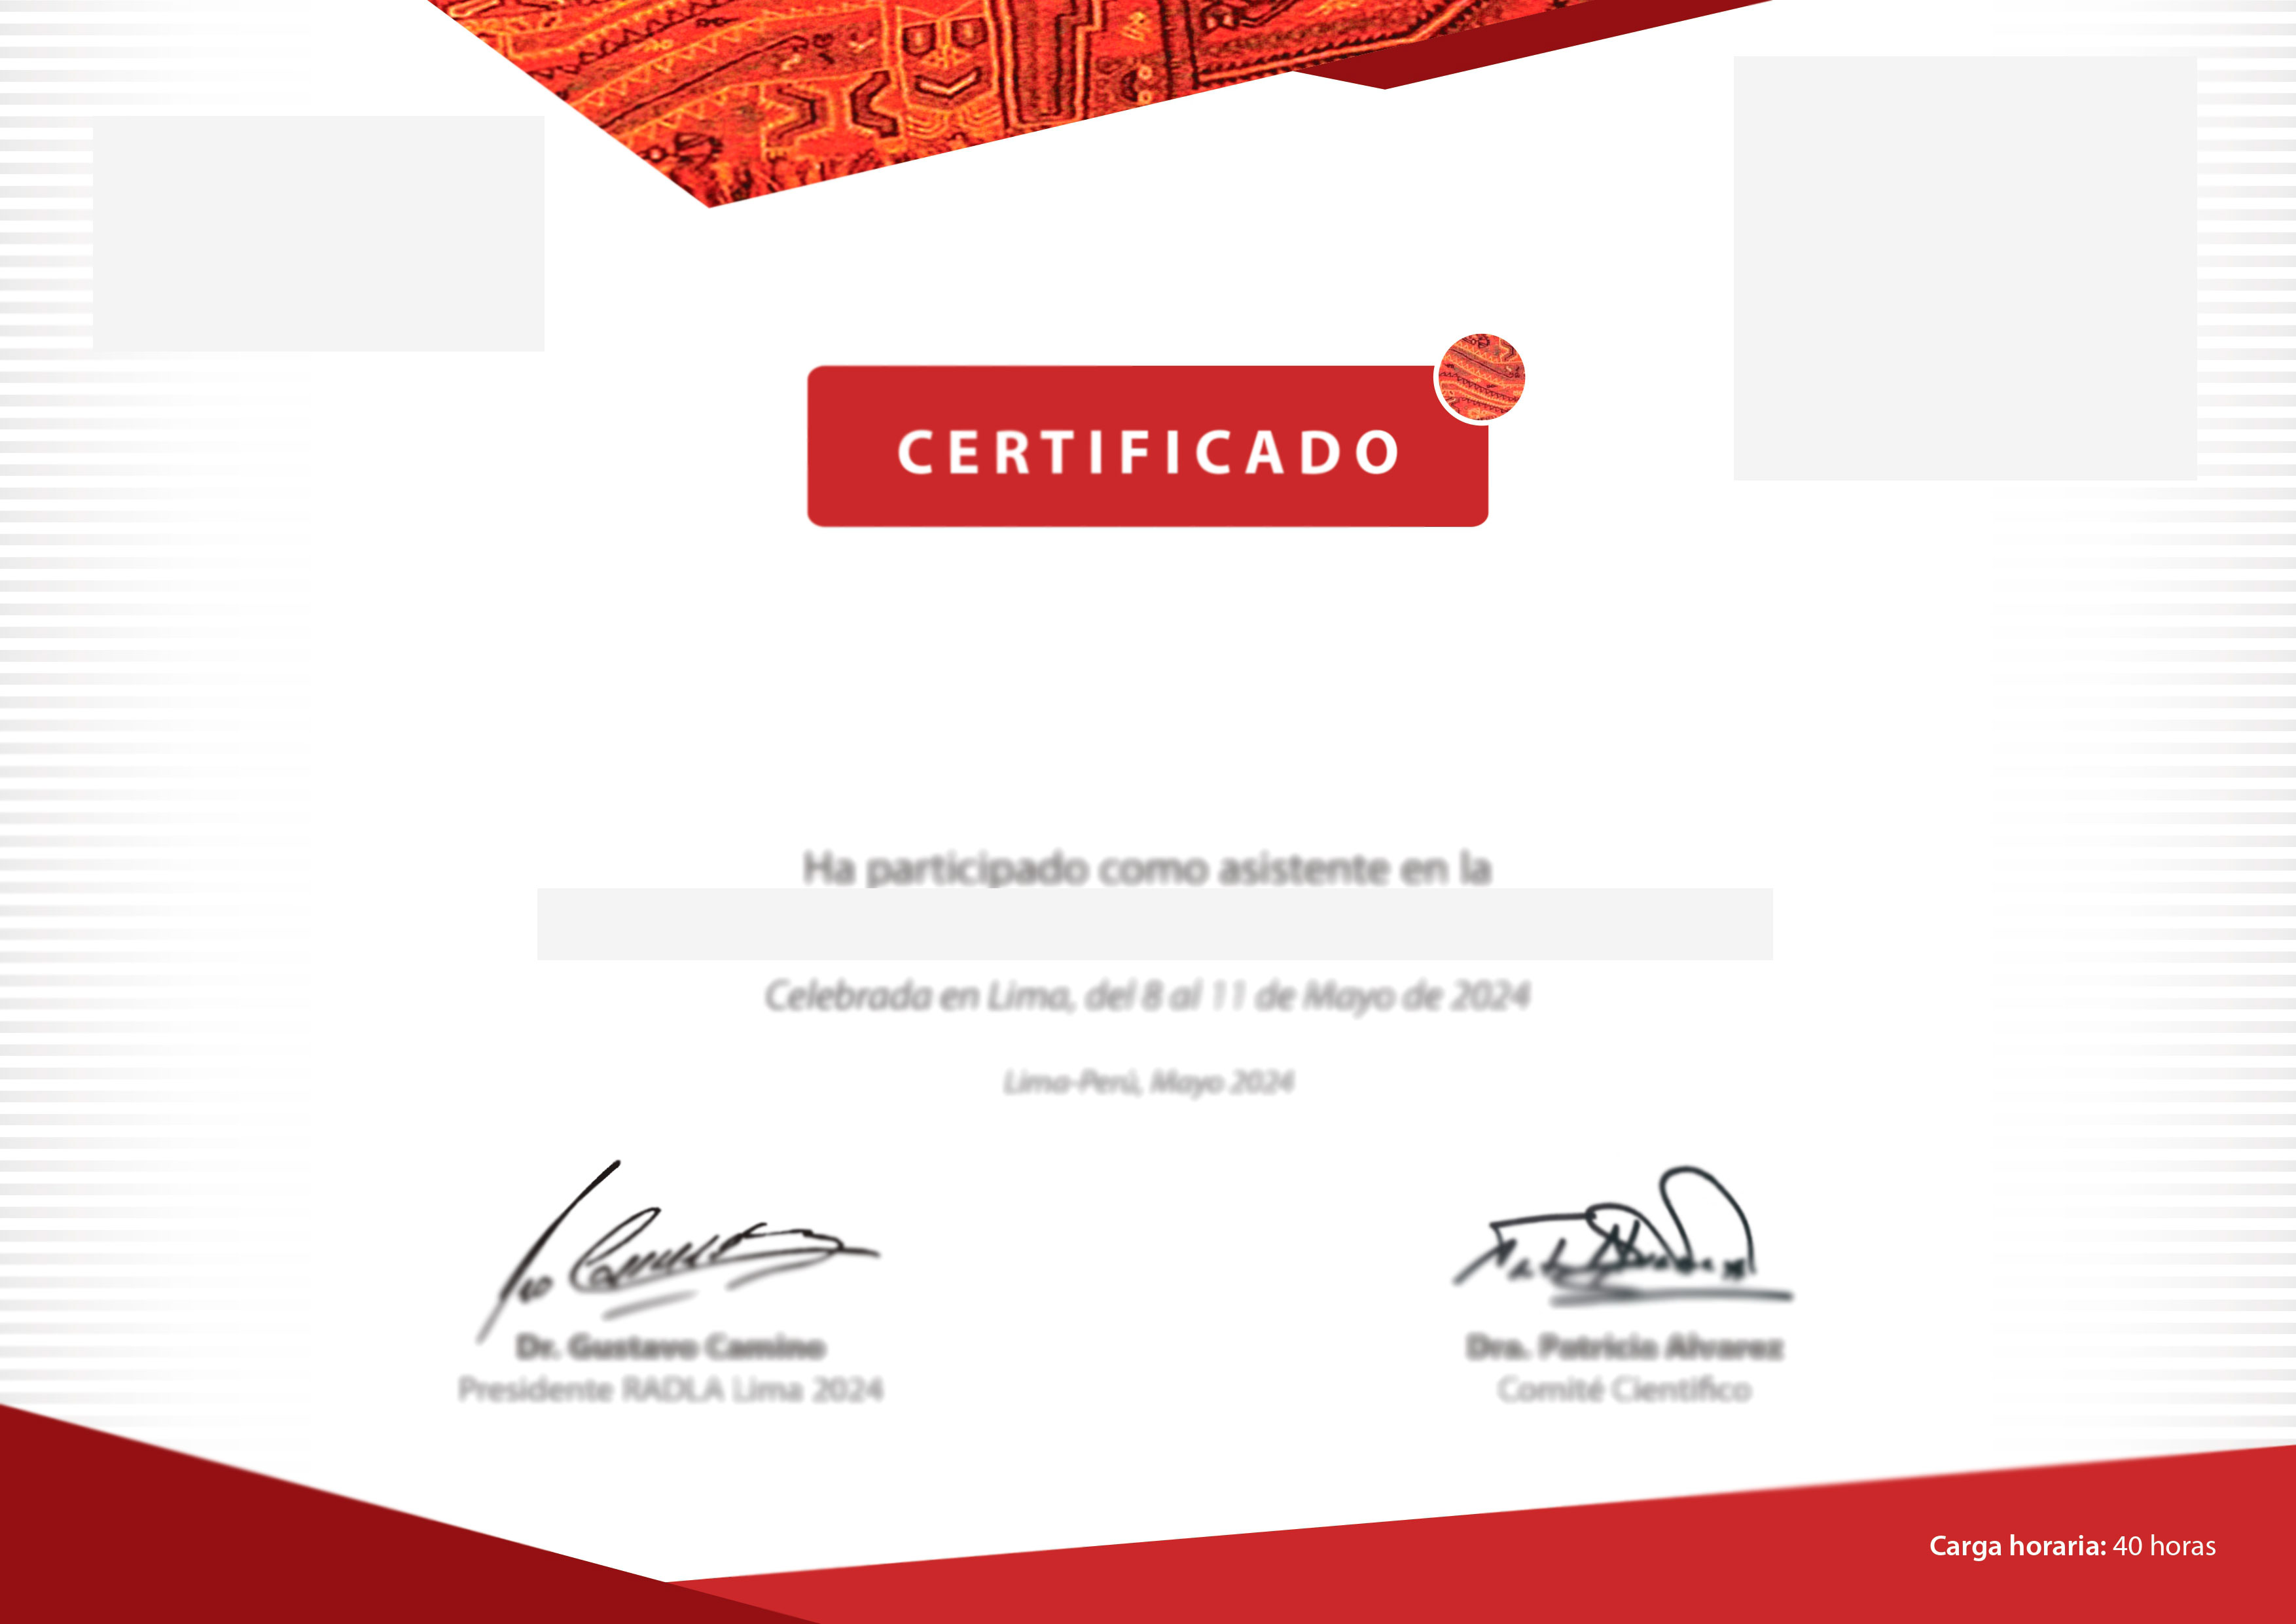 CERTIFICADO
Ha participado como asistente en la
Celebrada en Lima, del 8 al 11 de Mayo de 2024
Lima-Perú, Mayo 2024
Dr. Gustavo Camino
Presidente RADLA Lima 2024
Dra. Patricia Alvarez
Comité Científico
Carga horaria: 40 horas